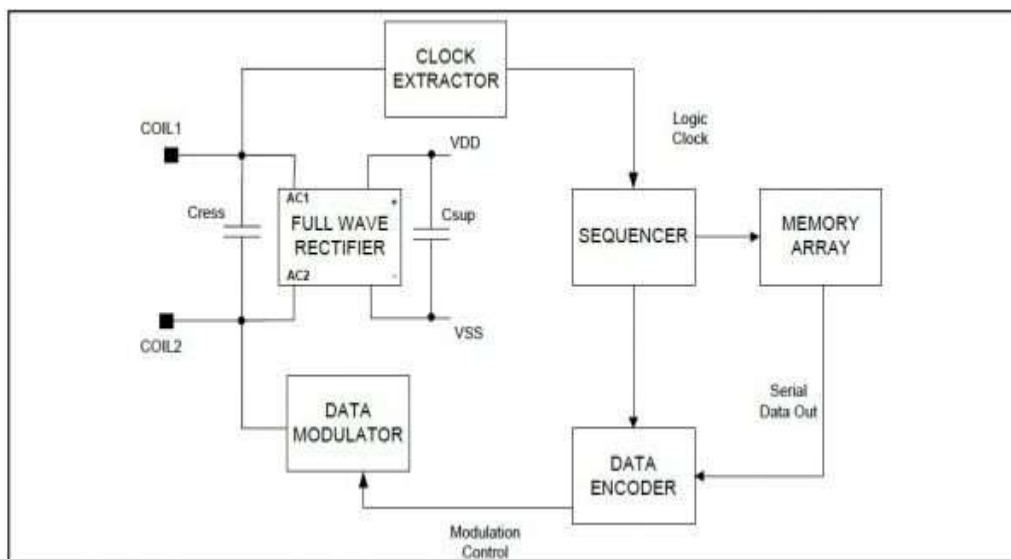 CLOCK
EXTRACTOR
Logic
Clock
COIL1
VDD
AC1
+
Cress
FULL WAVE
RECTIFIER
Csup
SEQUENCER
MEMORY
ARRAY
AC2
-
COIL2
VSS
DATA
MODULATOR
Serial
Data Out
DATA
ENCODER
Modulation
Control